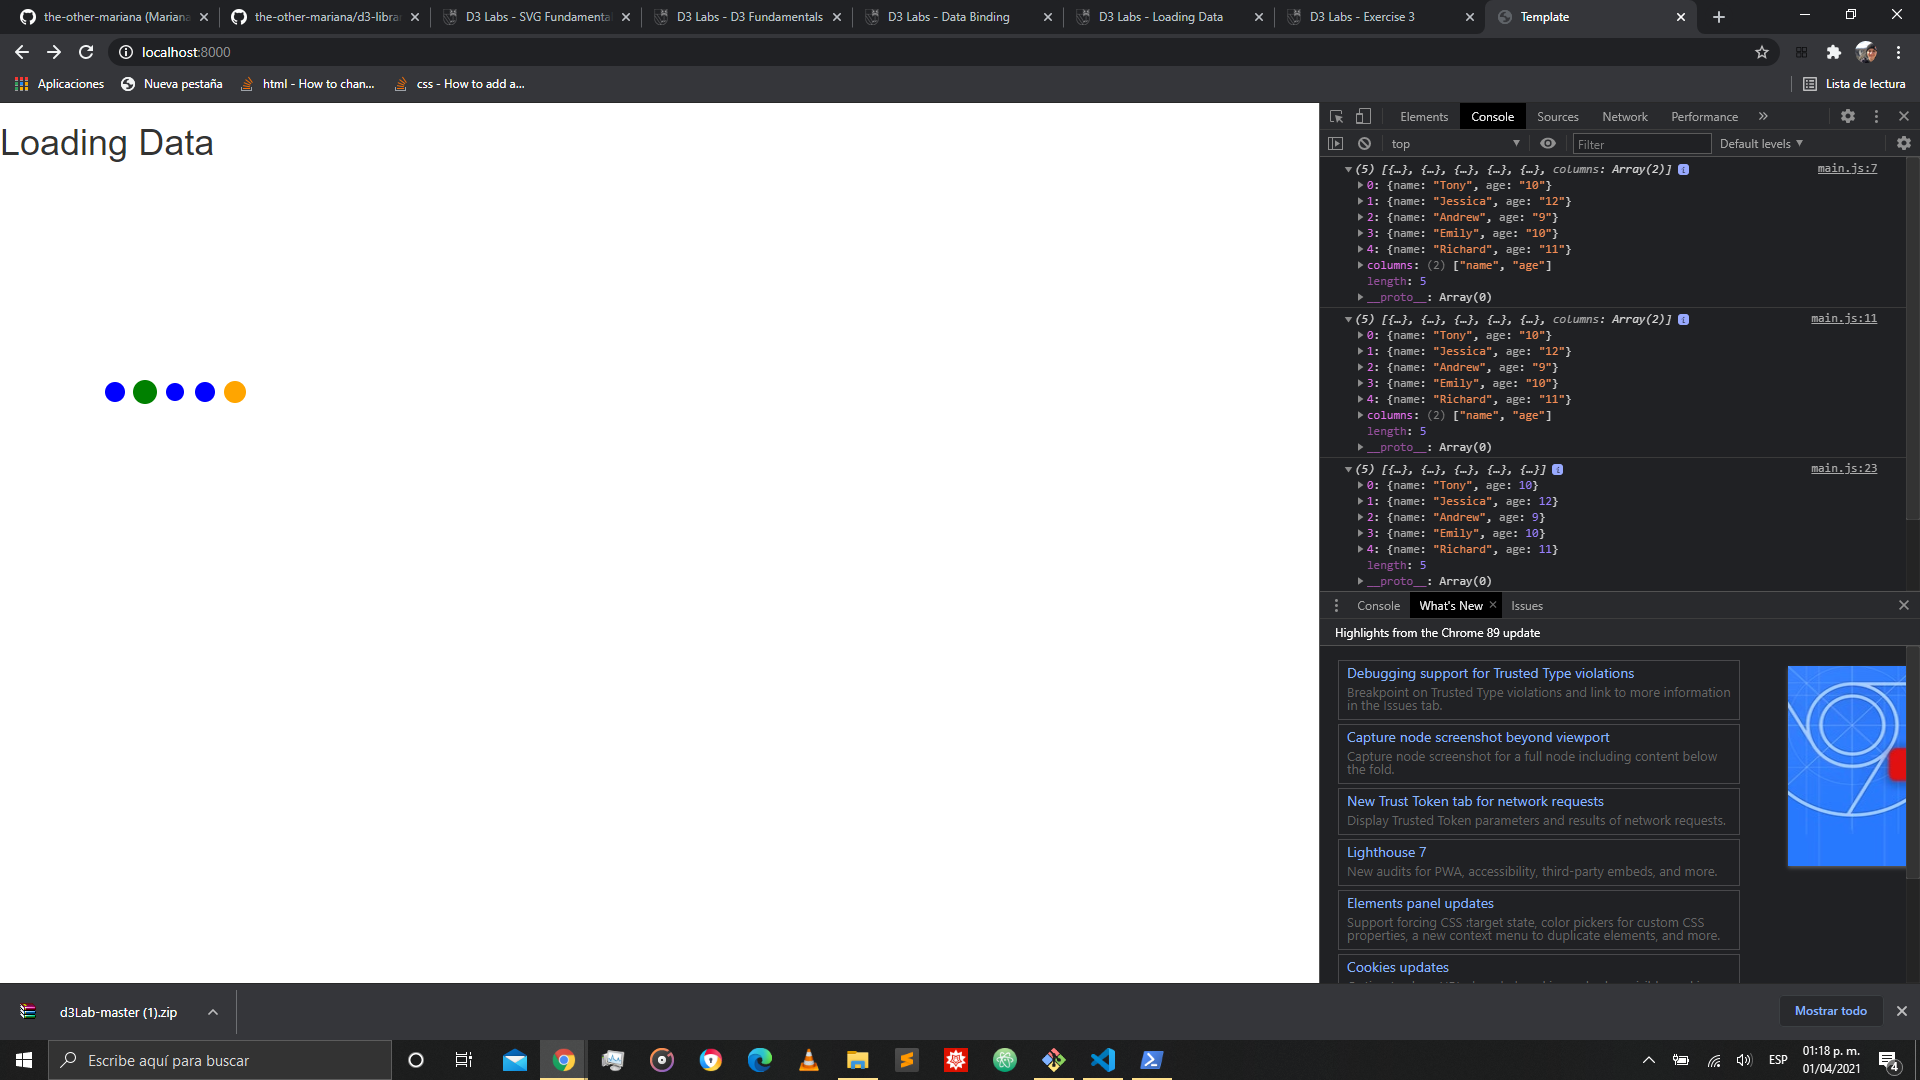 the-other-mariana (Mariana
the-other-mariana/d3-librar
D3 Labs - SVG Fundamental
D3 Labs - D3 Fundamentals
D3 Labs - Data Binding
D3 Labs - Loading Data
D3 Labs - Exercise 3
Template
localhost:8000
Aplicaciones
Nueva pestaña
html - How to chan...
css - How to add a...
Lista de lectura
Loading Data
Elements Console Sources Network Performance »
top
Filter
Default levels ▼
(5) [{…}, {…}, {…}, {…}, {…}, columns: Array(2)] i main.js:7
0: {name: "Tony", age: "10"}
1: {name: "Jessica", age: "12"}
2: {name: "Andrew", age: "9"}
3: {name: "Emily", age: "10"}
4: {name: "Richard", age: "11"}
columns: (2) ["name", "age"]
length: 5
__proto__: Array(0)
(5) [{…}, {…}, {…}, {…}, {…}, columns: Array(2)] i main.js:11
0: {name: "Tony", age: "10"}
1: {name: "Jessica", age: "12"}
2: {name: "Andrew", age: "9"}
3: {name: "Emily", age: "10"}
4: {name: "Richard", age: "11"}
columns: (2) ["name", "age"]
length: 5
__proto__: Array(0)
(5) [{…}, {…}, {…}, {…}, {…}] i main.js:23
0: {name: "Tony", age: 10}
1: {name: "Jessica", age: 12}
2: {name: "Andrew", age: 9}
3: {name: "Emily", age: 10}
4: {name: "Richard", age: 11}
length: 5
__proto__: Array(0)
Console What's New Issues
Highlights from the Chrome 89 update
Debugging support for Trusted Type violations
Breakpoint on Trusted Type violations and link to more information
in the Issues tab.
Capture node screenshot beyond viewport
Capture node screenshot for a full node including content below
the fold.
New Trust Token tab for network requests
Display Trusted Token parameters and results of network requests.
Lighthouse 7
New audits for PWA, accessibility, third-party embeds, and more.
Elements panel updates
Support forcing CSS :target state, color pickers for custom CSS
properties, a new context menu to duplicate elements, and more.
Cookies updates
d3Lab-master (1).zip
Mostrar todo
Escribe aquí para buscar
ESP
01:18 p. m.
01/04/2021
4